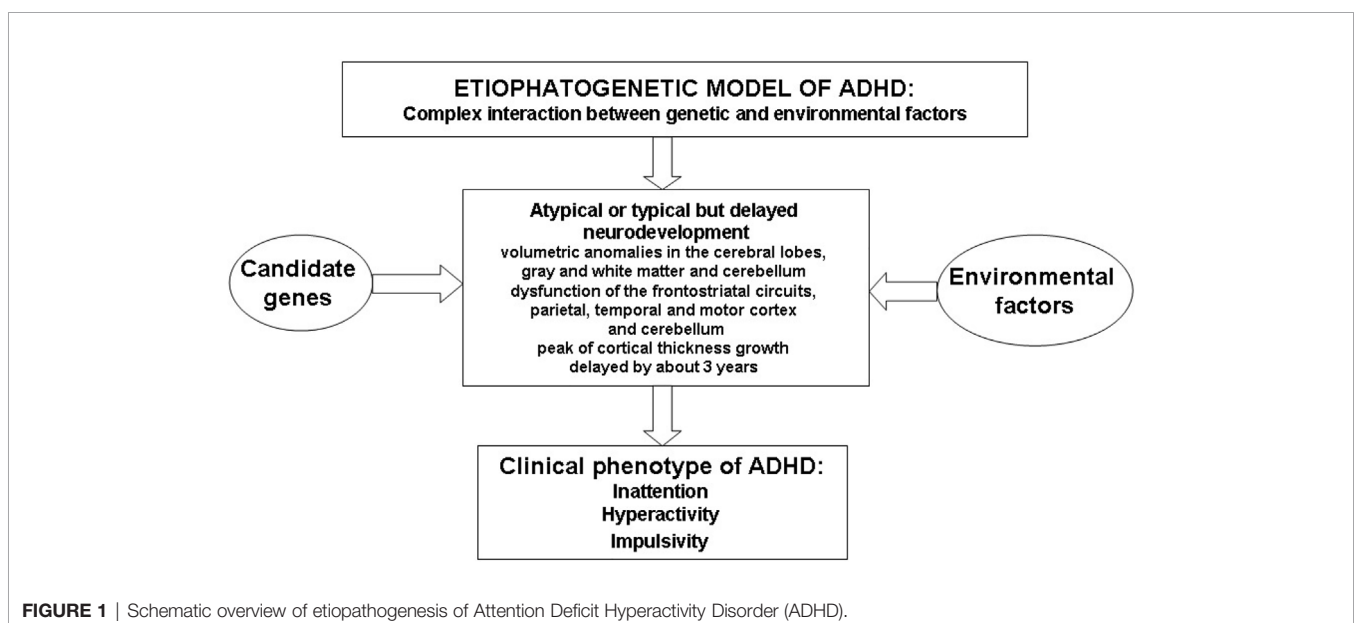 ETIOPHATOGENETIC MODEL OF ADHD:
Complex interaction between genetic and environmental factors
Atypical or typical but delayed
neurodevelopment
volumetric anomalies in the cerebral lobes,
gray and white matter and cerebellum
dysfunction of the frontostriatal circuits,
parietal, temporal and motor cortex
and cerebellum
peak of cortical thickness growth
delayed by about 3 years
Candidate
genes
Environmental
factors
Clinical phenotype of ADHD:
Inattention
Hyperactivity
Impulsivity
FIGURE 1 | Schematic overview of etiopathogenesis of Attention Deficit Hyperactivity Disorder (ADHD).